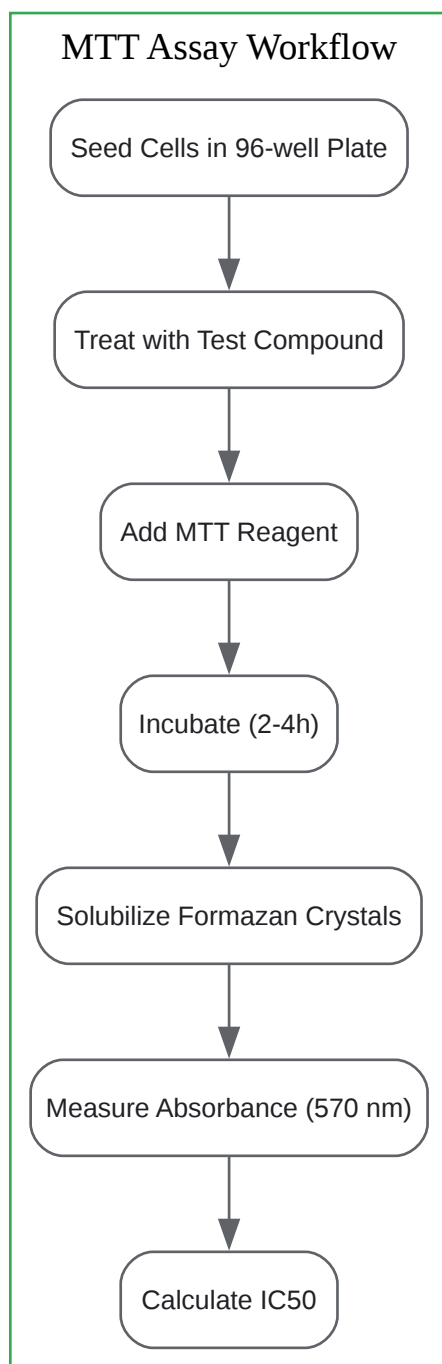 MTT Assay Workflow
Seed Cells in 96-well Plate
Treat with Test Compound
Add MTT Reagent
Incubate (2-4h)
Solubilize Formazan Crystals
Measure Absorbance (570 nm)
Calculate IC50